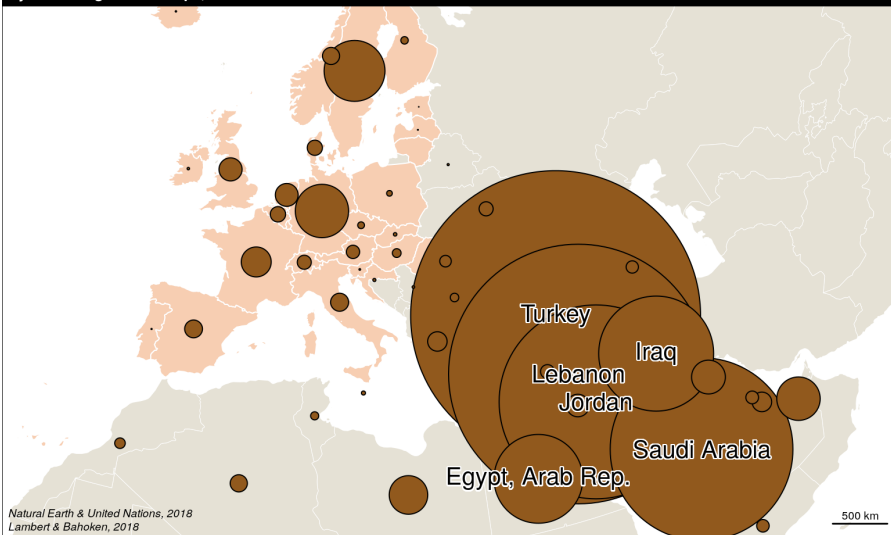 Turkey
Iraq
Lebanon
Jordan
Saudi Arabia
Egypt, Arab Rep.
Natural Earth & United Nations, 2018
Lambert & Bahoken, 2018
500 km